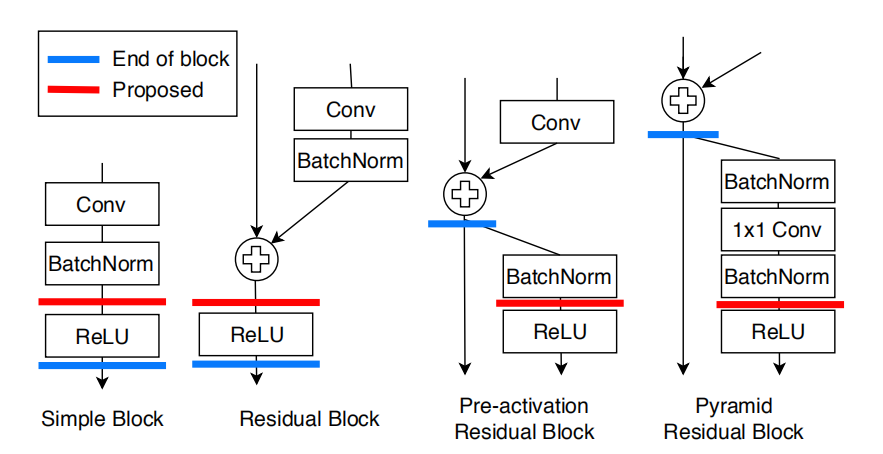 End of block
Proposed
Conv
BatchNorm
ReLU
Simple Block
Conv
BatchNorm
ReLU
Residual Block
Conv
BatchNorm
ReLU
Pre-activation
Residual Block
BatchNorm
1x1 Conv
BatchNorm
ReLU
Pyramid
Residual Block